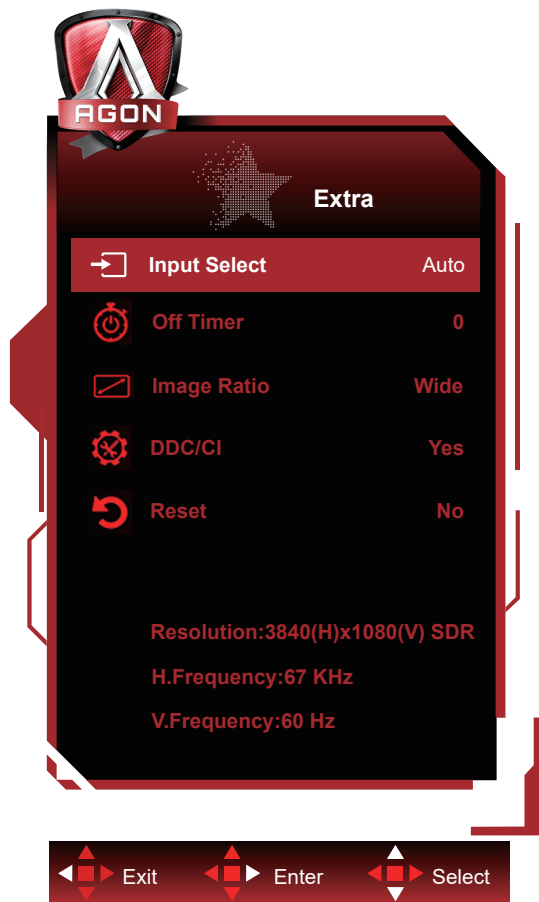 AGON
Extra
Input Select Auto
Off Timer 0
Image Ratio Wide
DDC/CI Yes
Reset No
Resolution:3840(H)x1080(V) SDR
H.Frequency:67 KHz
V.Frequency:60 Hz
Exit Enter Select